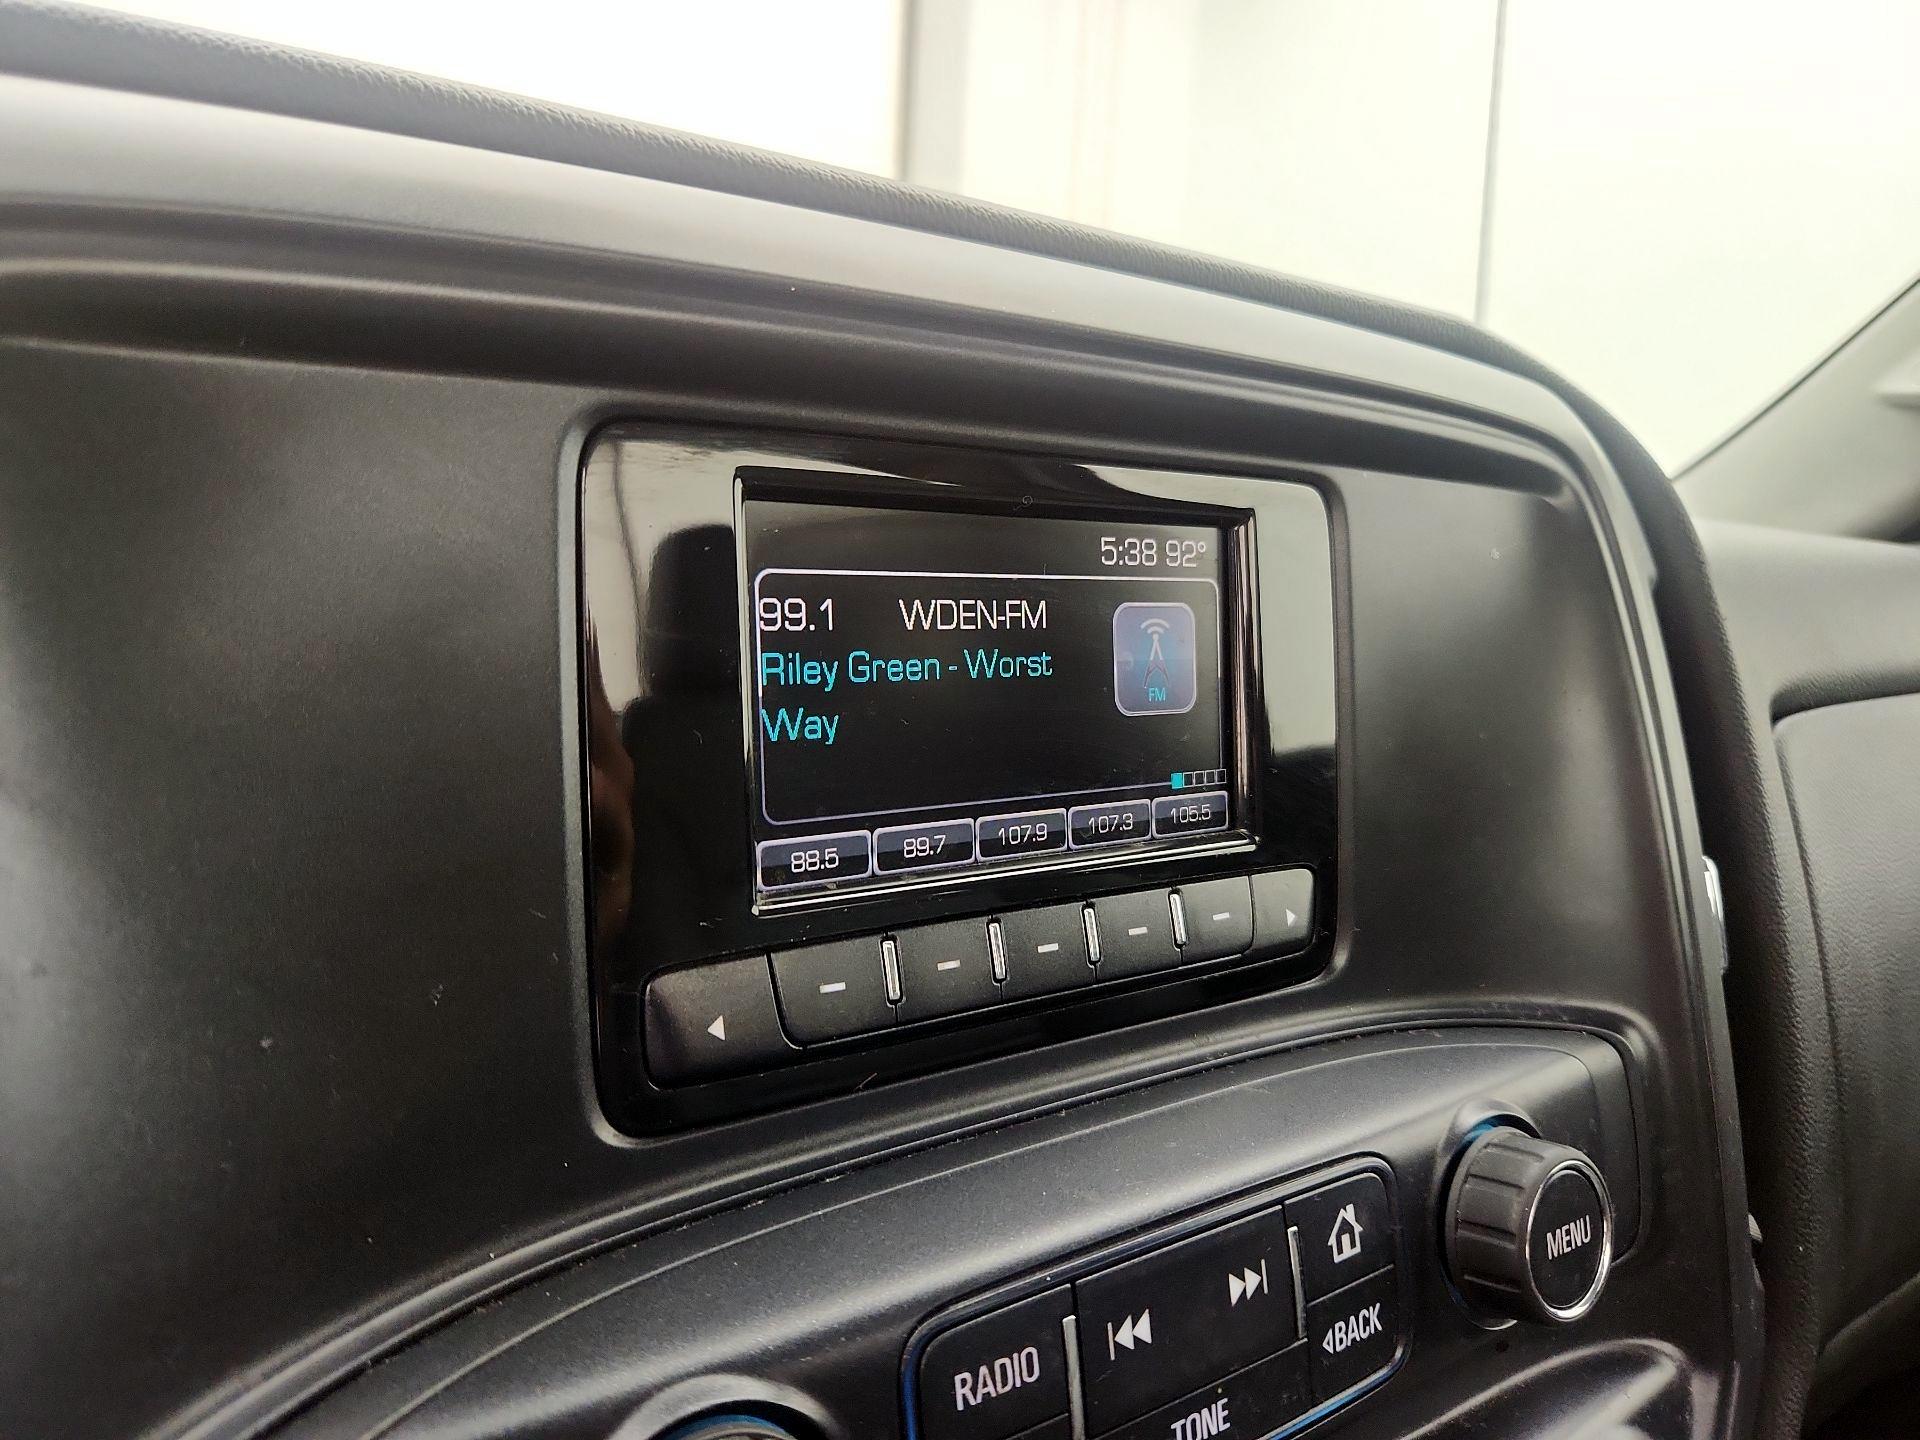 5:38 92°
99.1 WDEN-FM
Riley Green - Worst
Way
FM
88.5 89.7 107.9 107.3 105.5
MENU
RADIO
BACK
TONE